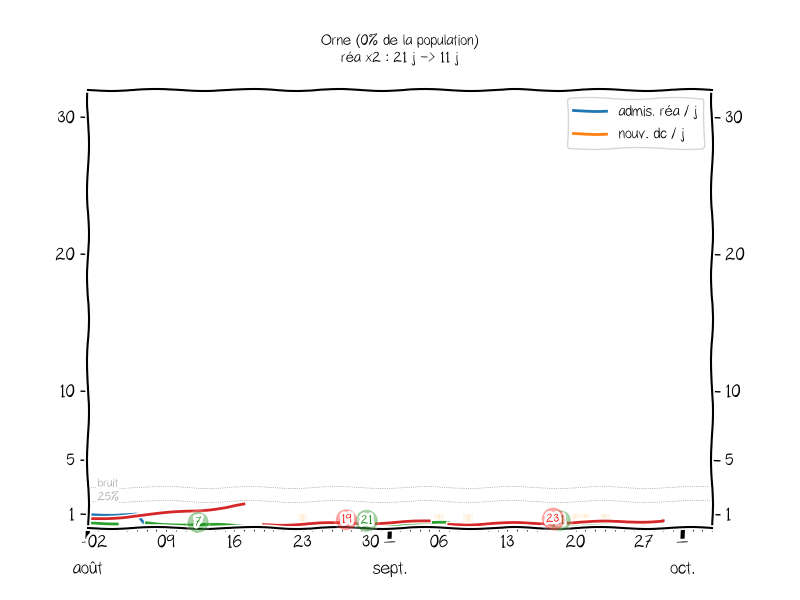 Orne (0% de la population)
réa x2 : 21 j -> 11 j
admis. réa / j
nouv. dc / j
30
30
20
20
10
10
5
5
bruit
25%
1
1
7
19
21
23
02 09 16 23 30 06 13 20 27
août sept. oct.